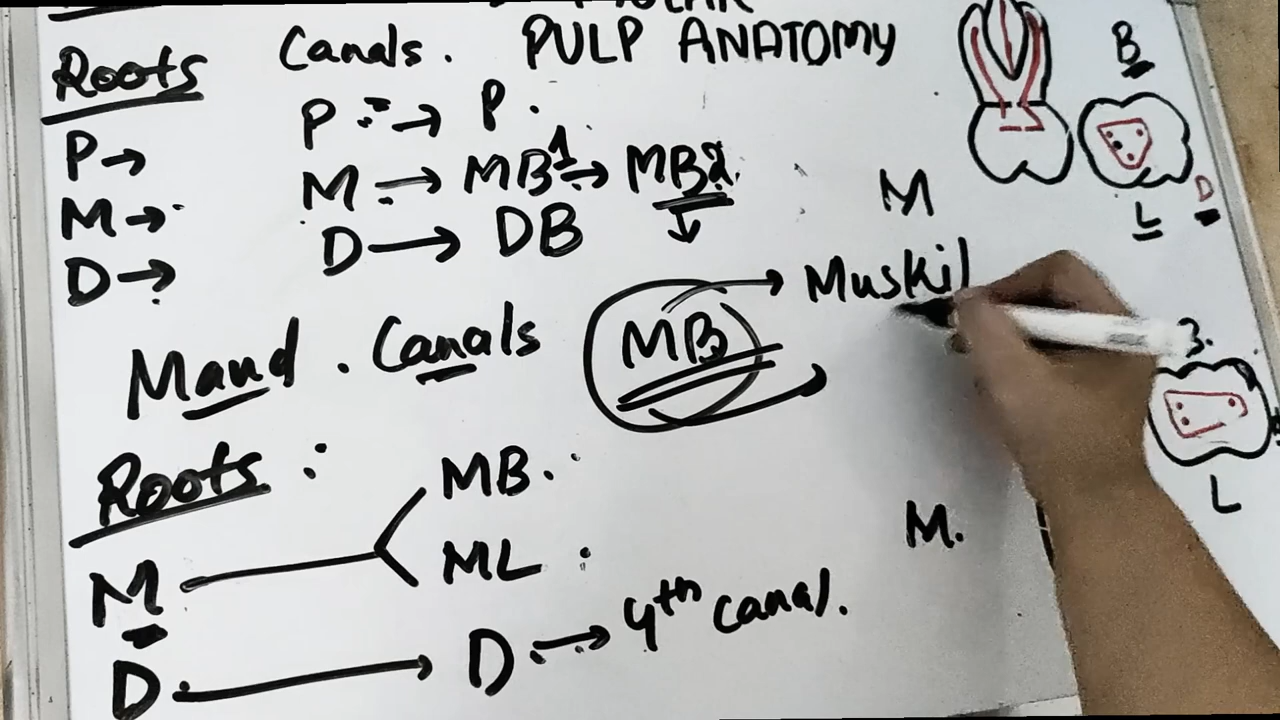 PULP ANATOMY
Roots Canals.
P → P : → P.
M → M → MB1 → MB2
D → D → DB
Mand. Canals
MB → Muskil
Roots :
MB.
ML :
M
D → D → 4th canal.
B
M
D
L
3.
L
M.